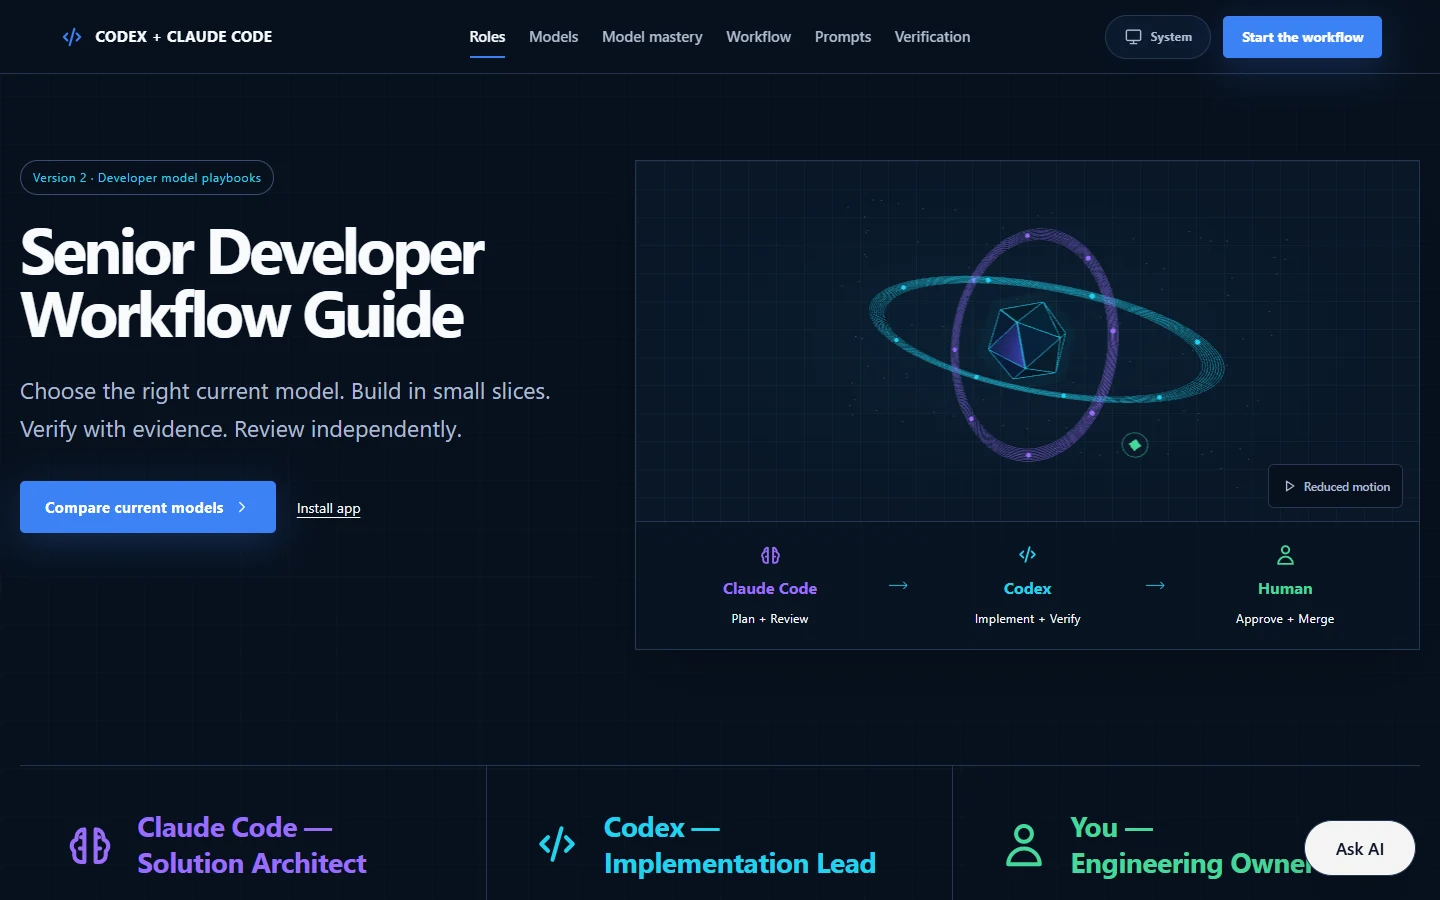 CODEX + CLAUDE CODE
Roles
Models
Model mastery
Workflow
Prompts
Verification
System
Start the workflow
Version 2 · Developer model playbooks
Senior Developer
Workflow Guide
Choose the right current model. Build in small slices.
Verify with evidence. Review independently.
Compare current models
Install app
Reduced motion
Claude Code
Plan + Review
Codex
Implement + Verify
Human
Approve + Merge
Claude Code —
Solution Architect
Codex —
Implementation Lead
You —
Engineering Owner
Ask AI